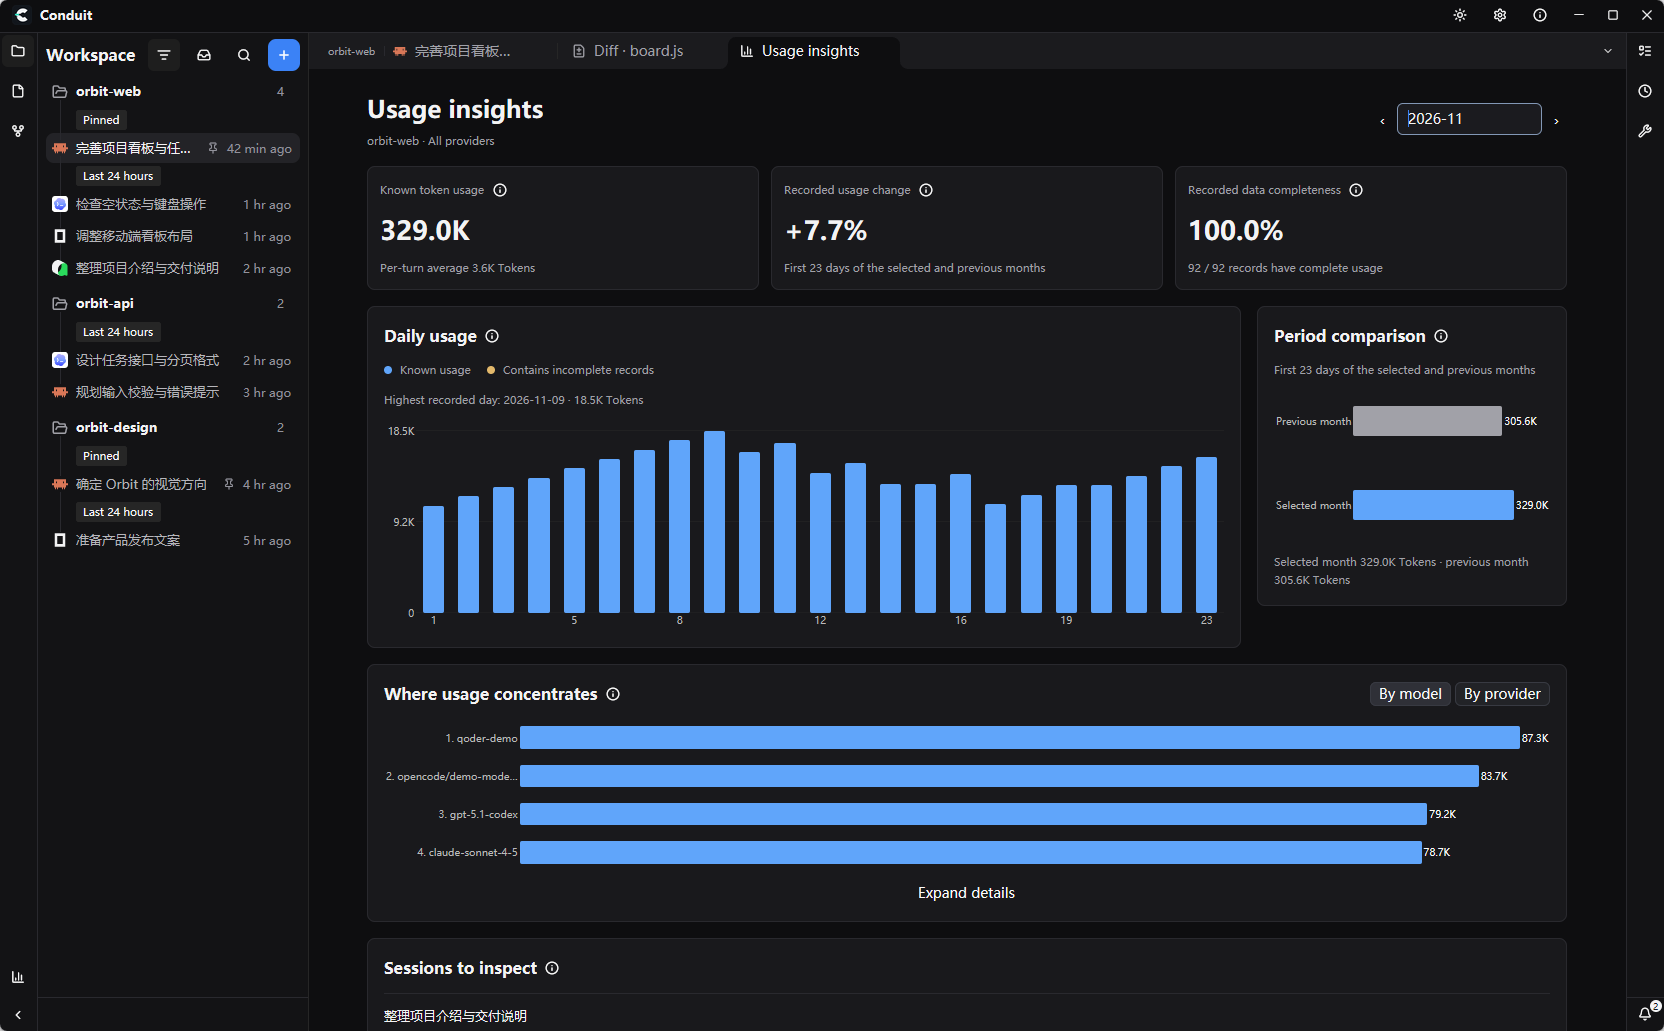 Conduit
Workspace
orbit-web
4
Pinned
完善项目看板与任...
42 min ago
Last 24 hours
检查空状态与键盘操作
1 hr ago
调整移动端看板布局
1 hr ago
整理项目介绍与交付说明
2 hr ago
orbit-api
2
Last 24 hours
设计任务接口与分页格式
2 hr ago
规划输入校验与错误提示
3 hr ago
orbit-design
2
Pinned
确定 Orbit 的视觉方向
4 hr ago
Last 24 hours
准备产品发布文案
5 hr ago
orbit-web
完善项目看板...
Diff · board.js
Usage insights
Usage insights
orbit-web · All providers
‹
2026-11
›
Known token usage
329.0K
Per-turn average 3.6K Tokens
Recorded usage change
+7.7%
First 23 days of the selected and previous months
Recorded data completeness
100.0%
92 / 92 records have complete usage
Daily usage
Known usage
Contains incomplete records
Highest recorded day: 2026-11-09 · 18.5K Tokens
18.5K
9.2K
0
1
5
8
12
16
19
23
Period comparison
First 23 days of the selected and previous months
Previous month
305.6K
Selected month
329.0K
Selected month 329.0K Tokens · previous month
305.6K Tokens
Where usage concentrates
By model
By provider
1. qoder-demo
87.3K
2. opencode/demo-mode...
83.7K
3. gpt-5.1-codex
79.2K
4. claude-sonnet-4-5
78.7K
Expand details
Sessions to inspect
整理项目介绍与交付说明
2